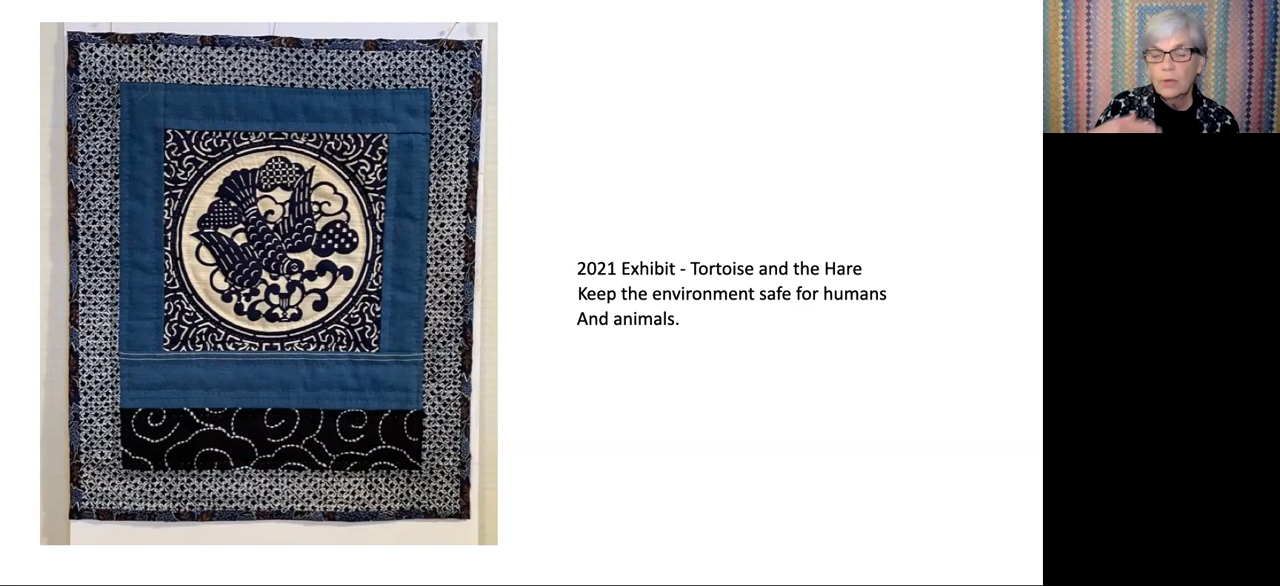 2021 Exhibit - Tortoise and the Hare
Keep the environment safe for humans
And animals.